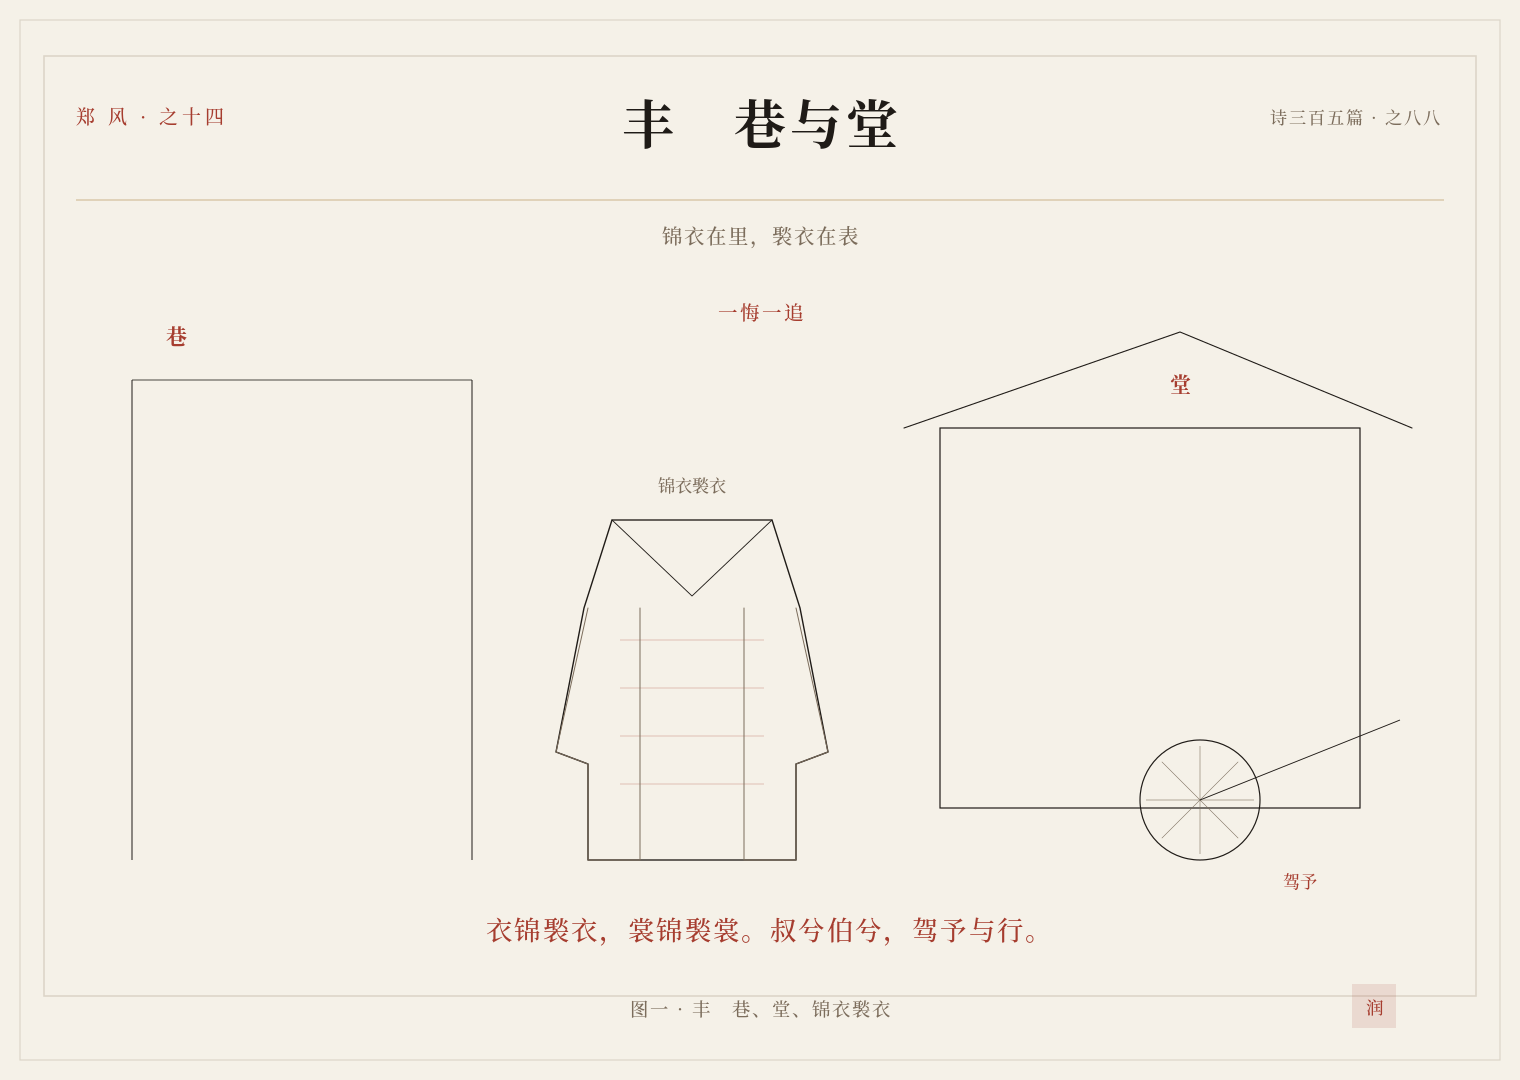 郑风·之十四
丰　巷与堂
诗三百五篇·之八八
锦衣在里，褧衣在表
一悔一追
巷
堂
锦衣褧衣
驾予
衣锦褧衣，裳锦褧裳。叔兮伯兮，驾予与行。
图一·丰　巷、堂、锦衣褧衣
润